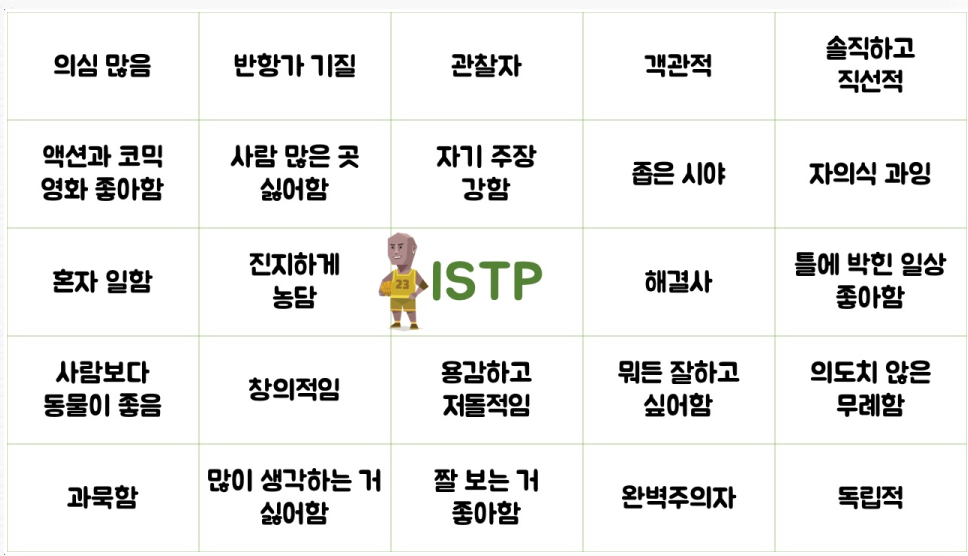 의심 많음
반항가 기질
관찰자
객관적
솔직하고
직선적
액션과 코믹
영화 좋아함
사람 많은 곳
싫어함
자기 주장
강함
좁은 시야
자의식 과잉
혼자 일함
진지하게
농담
23
ISTP
해결사
틀에 박힌 일상
좋아함
사람보다
동물이 좋음
창의적임
용감하고
저돌적임
뭐든 잘하고
싶어함
의도치 않은
무례함
과묵함
많이 생각하는 거
싫어함
짤 보는 거
좋아함
완벽주의자
독립적